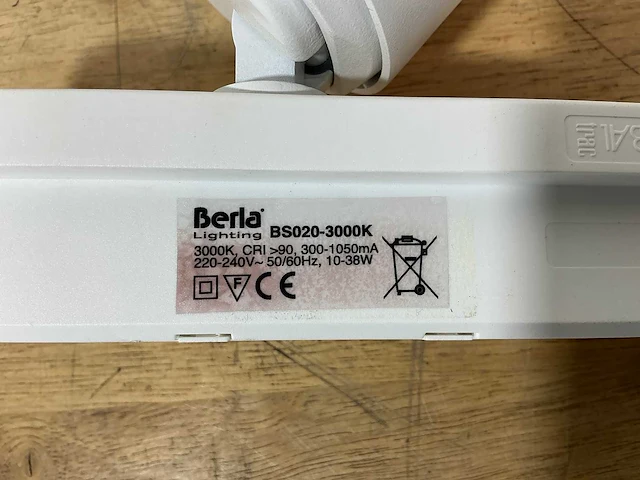 Berla BS020-3000K
Lighting
3000K, CRI >90, 300-1050mA
220-240V~ 50/60Hz, 10-38W
F CE